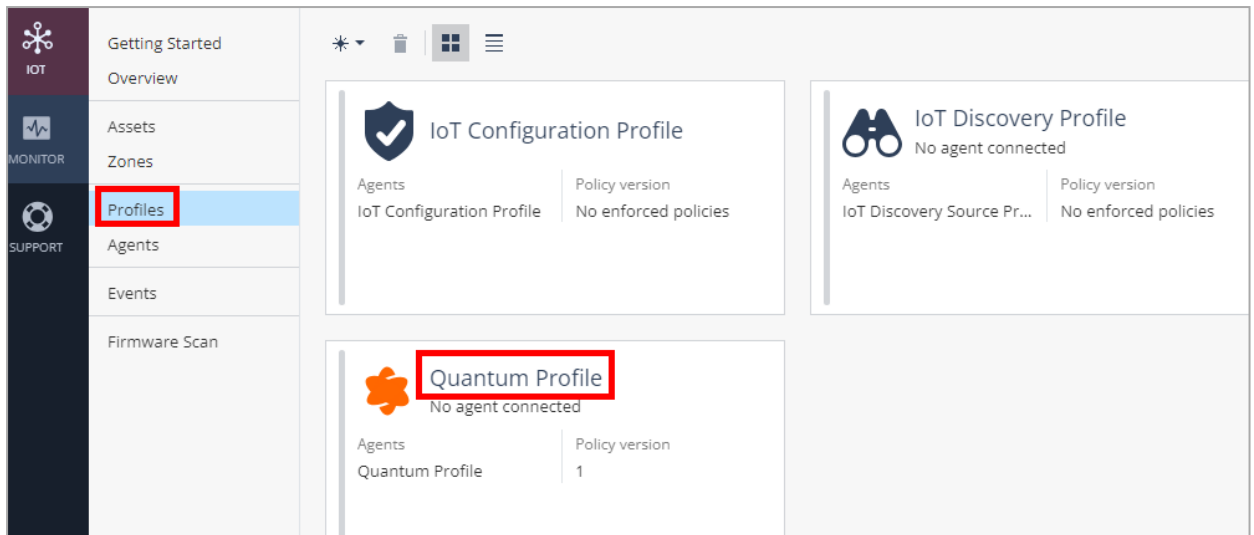 IOT
MONITOR
SUPPORT
Getting Started
Overview
Assets
Zones
Profiles
Agents
Events
Firmware Scan
IoT Configuration Profile
Agents
Policy version
IoT Configuration Profile
No enforced policies
IoT Discovery Profile
No agent connected
Agents
Policy version
IoT Discovery Source Pr...
No enforced policies
Quantum Profile
No agent connected
Agents
Policy version
Quantum Profile
1